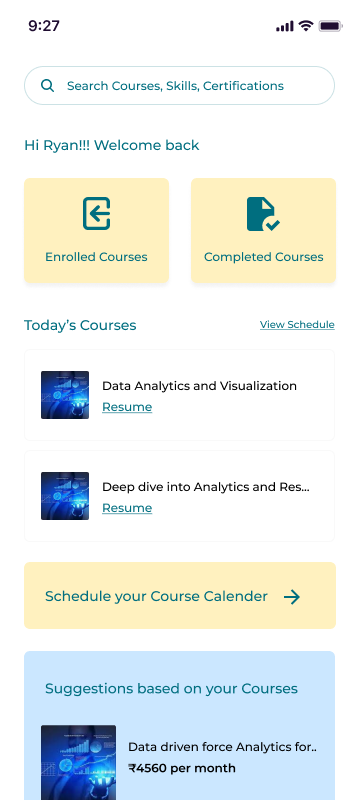 9:27
Search Courses, Skills, Certifications
Hi Ryan!!! Welcome back
Enrolled Courses
Completed Courses
Today's Courses
View Schedule
Data Analytics and Visualization
Resume
Deep dive into Analytics and Res...
Resume
Schedule your Course Calender
Suggestions based on your Courses
Data driven force Analytics for..
₹4560 per month